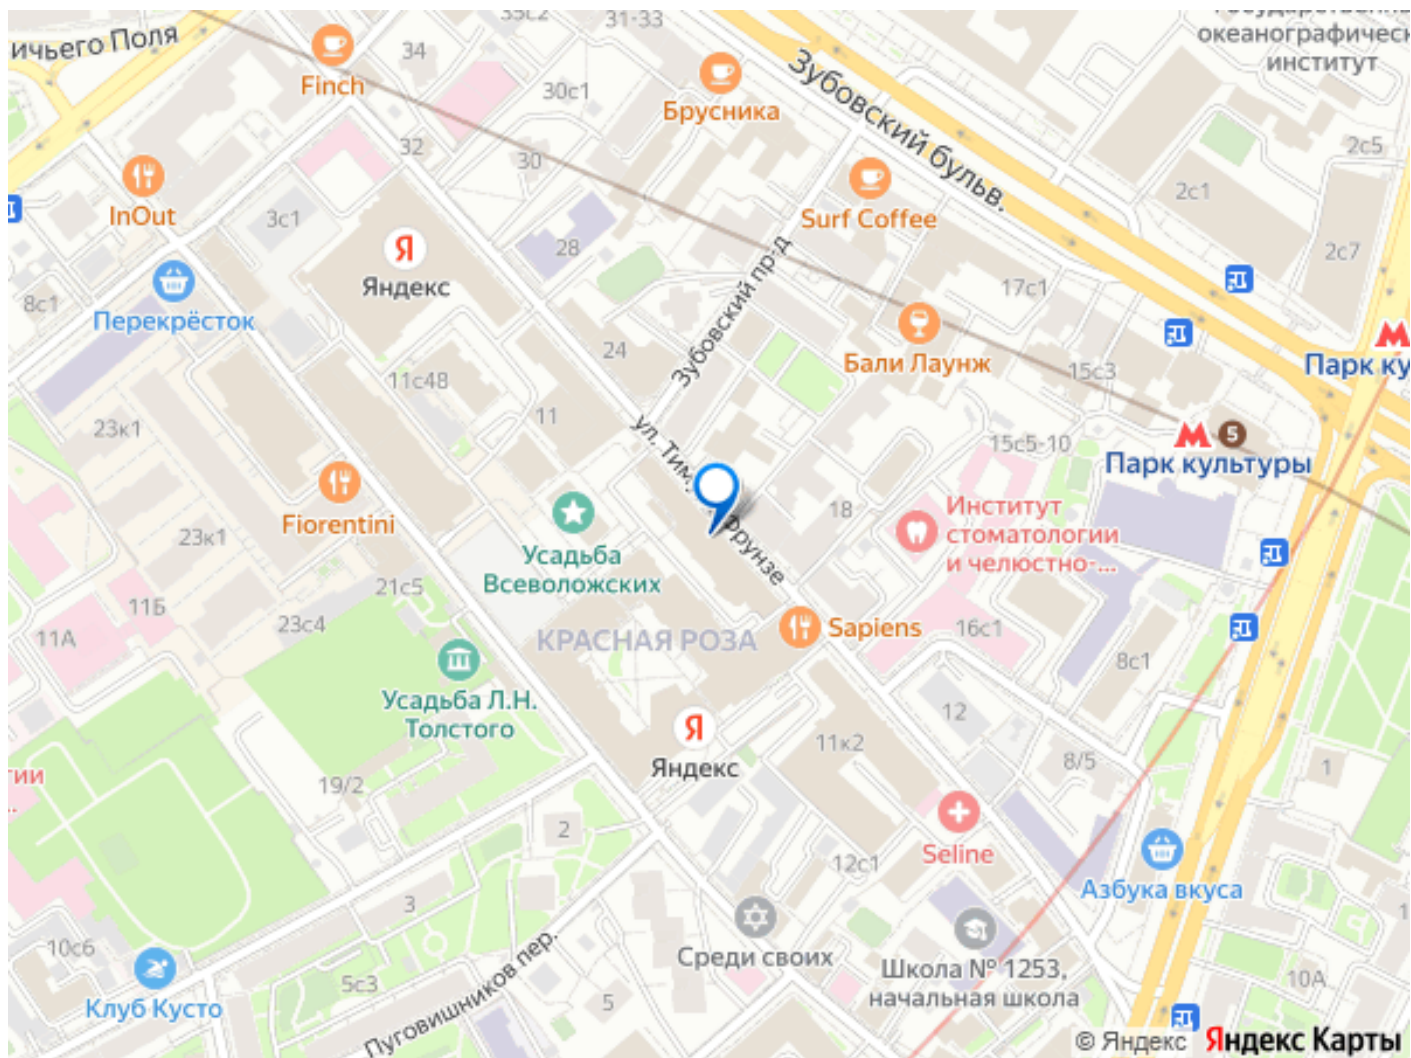 35с2
31-33
океанографическ
институт
ичьего Поля
34
Finch
30с1
Брусника
Зубовский бульв.
2с5
32
30
InOut
3с1
Surf Coffee
2с1
28
2с7
Яндекс
8с1
Перекрёсток
Зубовский пр-д
17с1
Бали Лаунж
15с3
Парк ку
24
11с48
11
23к1
ул. Тиму
Фрунзе
15с5-10
5
Парк культуры
Fiorentini
Усадьба
Всеволожских
18
Институт
стоматологии
и челюстно-...
23к1
21с5
11Б
11А
23с4
КРАСНАЯ РОЗА
Sapiens
16с1
8с1
Усадьба Л.Н.
Толстого
Я
Яндекс
11к2
12
8/5
1
гии
19/2
2
Seline
12с1
Азбука вкуса
3
10с6
Среди своих
Школа № 1253,
начальная школа
10А
Клуб Кусто
5с3
Пуговишников пер.
5
© Яндекс Яндекс Карты